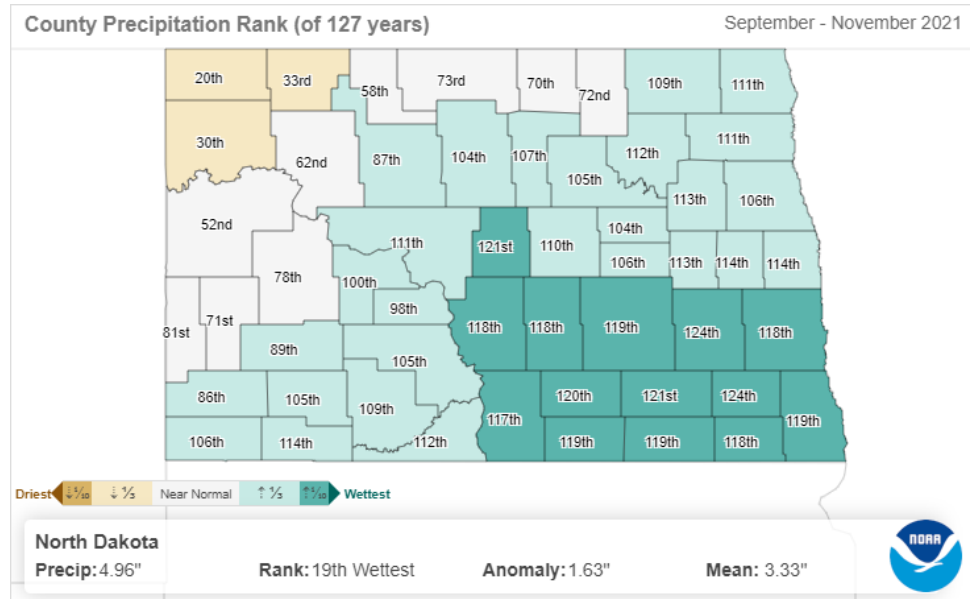 County Precipitation Rank (of 127 years)
September - November 2021
20th 33rd 58th 73rd 70th 72nd 109th 111th
30th 62nd 87th 104th 107th 105th 112th 111th
52nd 113th 106th
111th 121st 110th 104th
78th 100th 106th 113th 114th 114th
81st 71st 98th 118th 118th 119th 124th 118th
89th 105th
86th 105th 109th 117th 120th 121st 124th 119th
106th 114th 112th 119th 119th 118th
Driest ↓ 1/10 ↓ 1/3 Near Normal ↑ 1/3 ↑ 1/10 Wettest
North Dakota
NOAA
Precip: 4.96" Rank: 19th Wettest Anomaly: 1.63" Mean: 3.33"